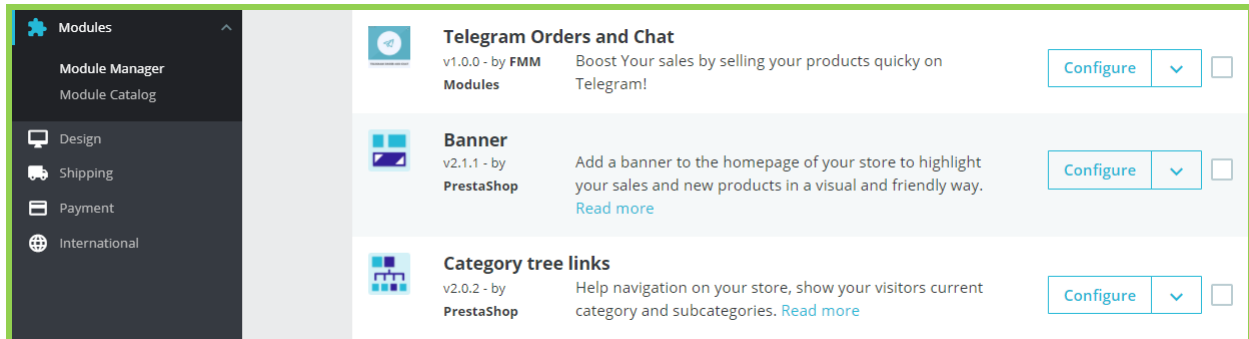 Modules
Module Manager
Module Catalog
Design
Shipping
Payment
International
Telegram Orders and Chat
v1.0.0 - by FMM
Modules
Boost Your sales by selling your products quicky on
Telegram!
Configure
Banner
v2.1.1 - by
PrestaShop
Add a banner to the homepage of your store to highlight
your sales and new products in a visual and friendly way.
Read more
Configure
Category tree links
v2.0.2 - by
PrestaShop
Help navigation on your store, show your visitors current
category and subcategories. Read more
Configure